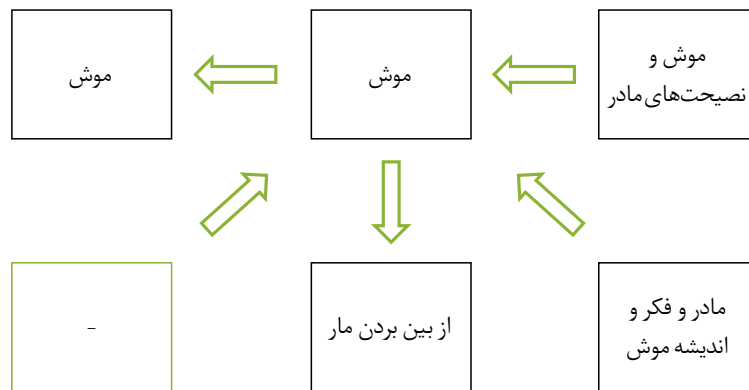 موش و
نصیحت‌های مادر
موش
موش
مادر و فکر و
اندیشه موش
از بین بردن مار
-